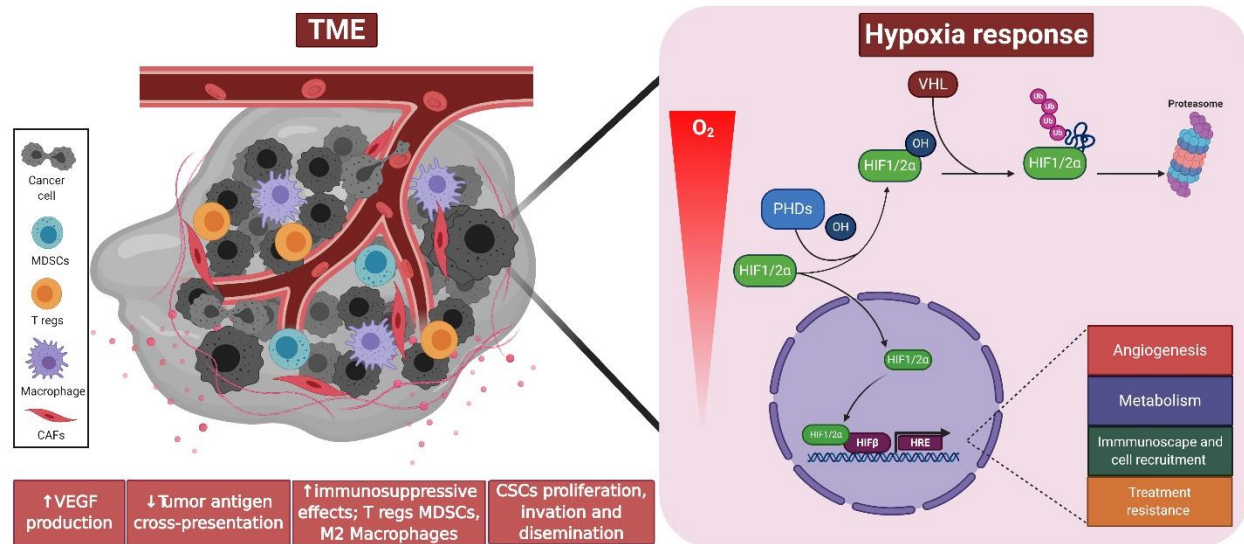 TME
Cancer
cell
MDSCs
T regs
Macrophage
CAFs
↑VEGF
production
↓Tumor antigen
cross-presentation
↑immunosuppressive
effects; T regs MDSCs,
M2 Macrophages
CSCs proliferation,
invation and
disemination
Hypoxia response
O₂
VHL
OH
HIF1/2α
Ub
Ub
Ub
Ub
HIF1/2α
Proteasome
PHDs
OH
HIF1/2α
HIF1/2α
HIF1/2α
HIFβ
HRE
Angiogenesis
Metabolism
Immmunoscape and
cell recruitment
Treatment
resistance